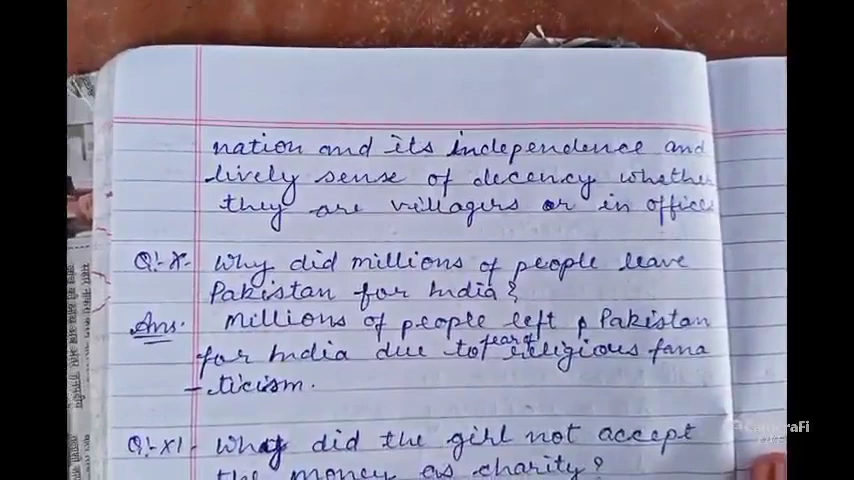 nation and its independence and
lively sense of decency whether
they are villagers or in offices
Q:-X- Why did millions of people leave
Pakistan for India?
Ans. Millions of people left Pakistan
for India due to fear of religious fana
-ticism.
Q:-XI- Why did the girl not accept
the money as charity?